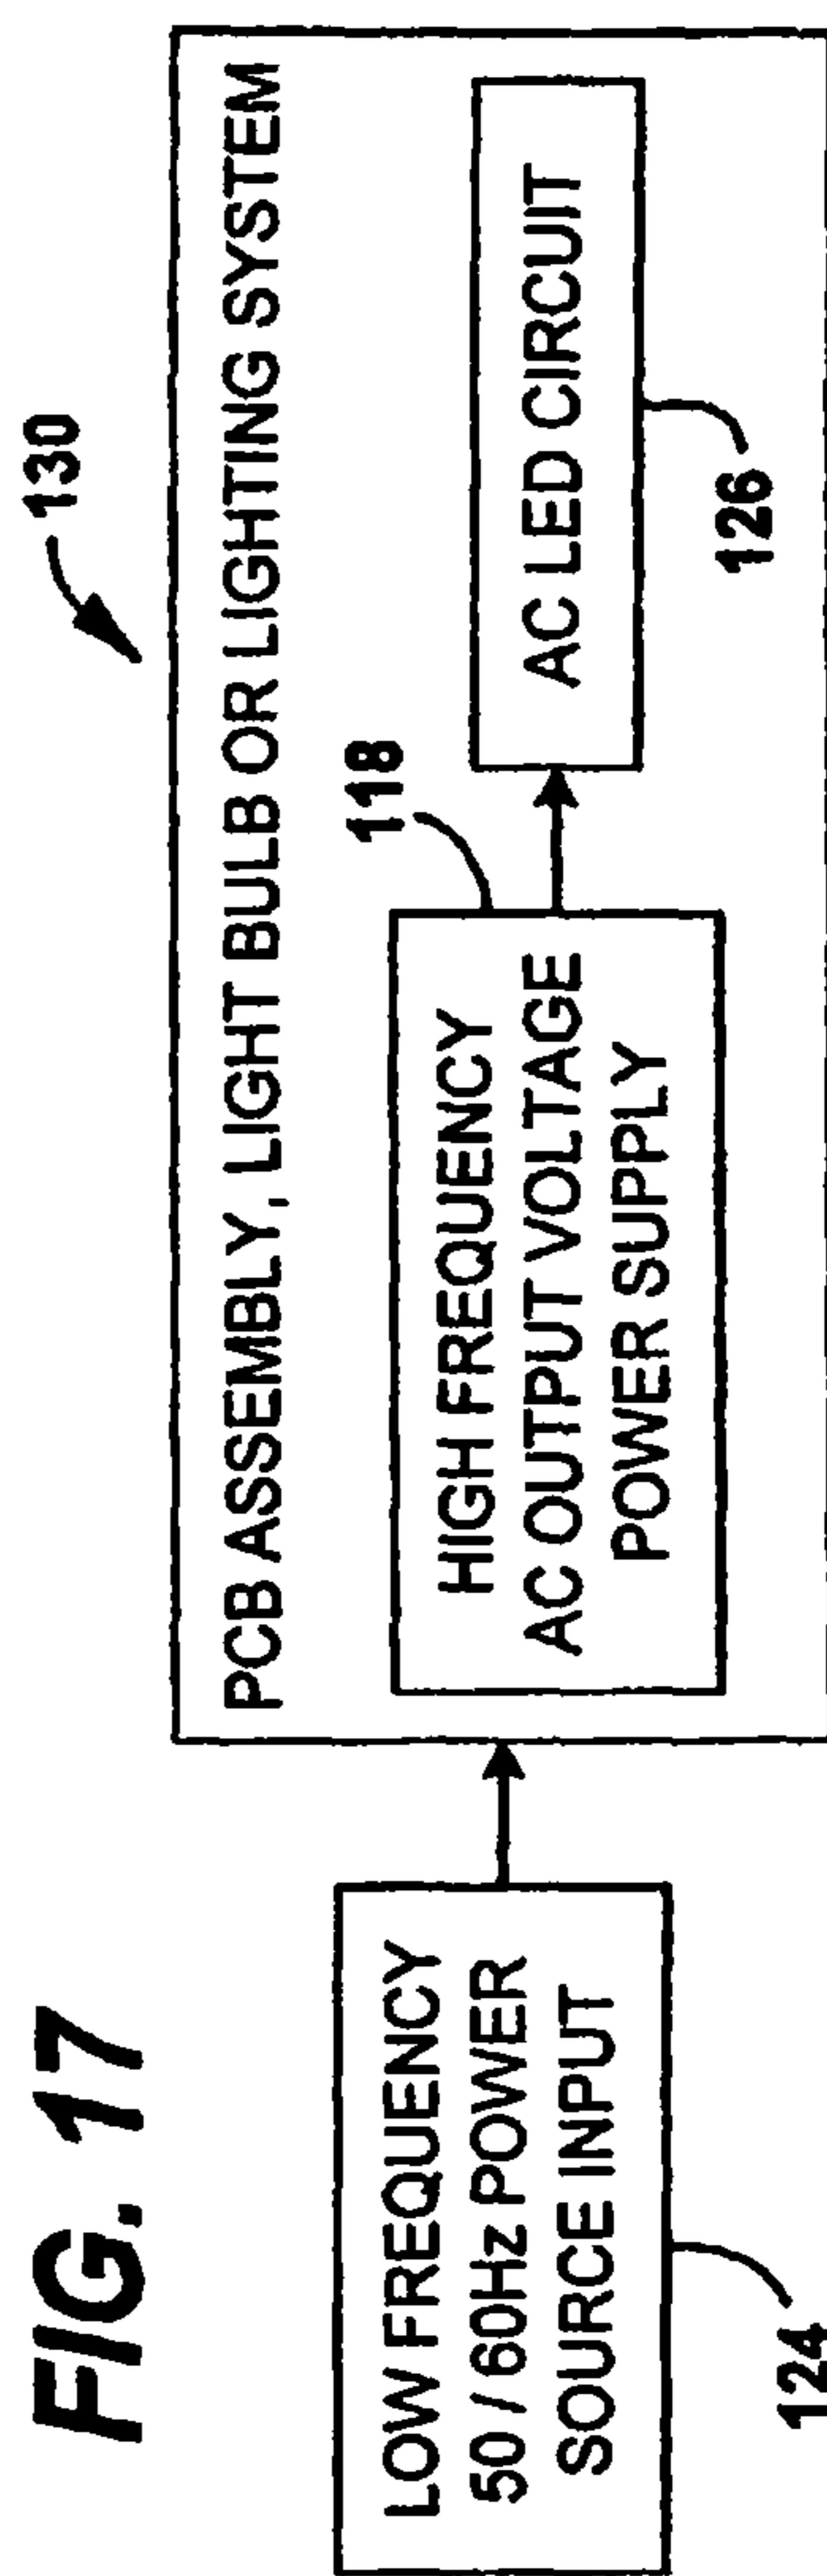 FIG. 17
130
PCB ASSEMBLY, LIGHT BULB OR LIGHTING SYSTEM
LOW FREQUENCY
50 / 60Hz POWER
SOURCE INPUT
124
118
HIGH FREQUENCY
AC OUTPUT VOLTAGE
POWER SUPPLY
AC LED CIRCUIT
126